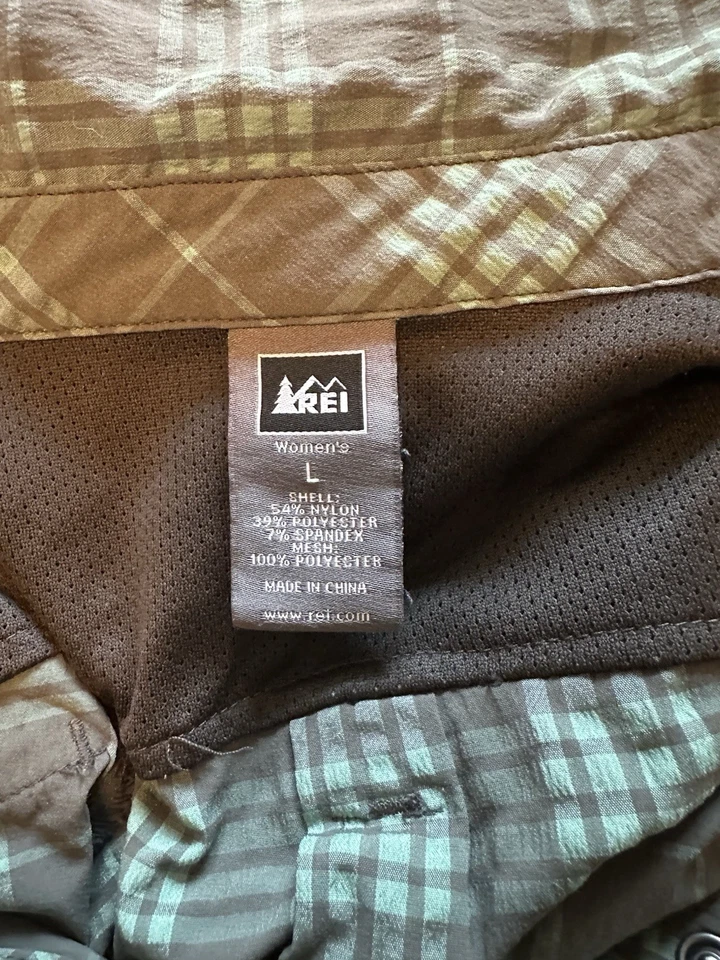 REI
Women's
L
SHELL:
54% NYLON
39% POLYESTER
7% SPANDEX
MESH:
100% POLYESTER
MADE IN CHINA
www.rei.com